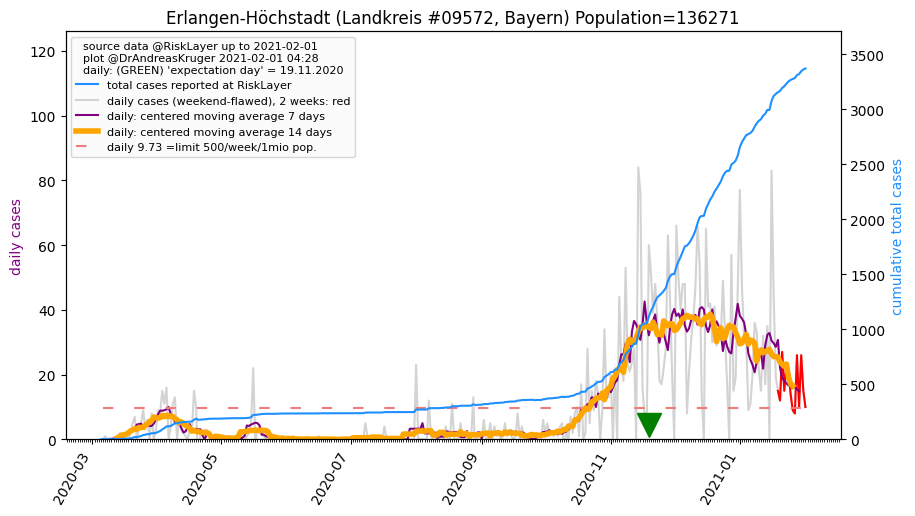 Erlangen-Höchstadt (Landkreis #09572, Bayern) Population=136271
source data @RiskLayer up to 2021-02-01
plot @DrAndreasKruger 2021-02-01 04:28
daily: (GREEN) 'expectation day' = 19.11.2020
total cases reported at RiskLayer
daily cases (weekend-flawed), 2 weeks: red
daily: centered moving average 7 days
daily: centered moving average 14 days
daily 9.73 =limit 500/week/1mio pop.
daily cases
120
100
80
60
40
20
0
3500
3000
2500
2000
1500
1000
500
0
cumulative total cases
2020-03
2020-05
2020-07
2020-09
2020-11
2021-01